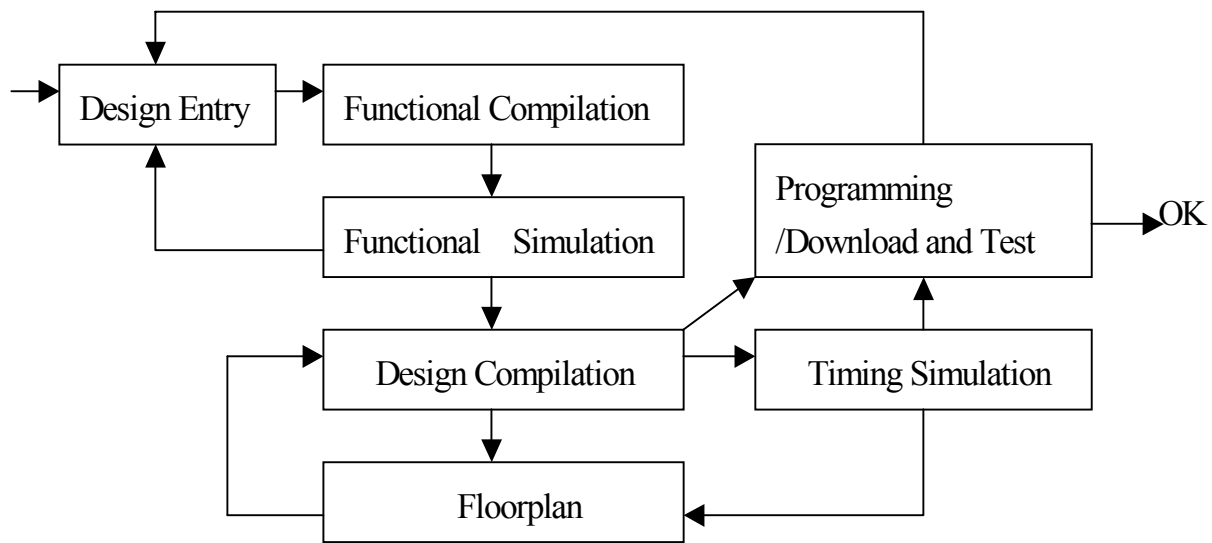 Design Entry
Functional Compilation
Programming
/Download and Test
OK
Functional Simulation
Design Compilation
Timing Simulation
Floorplan